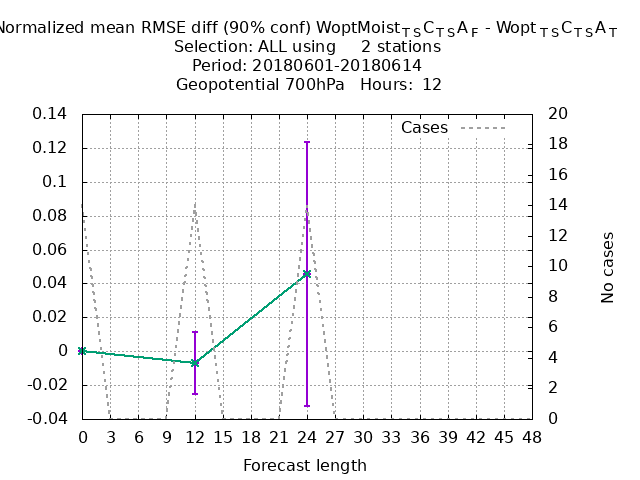 Normalized mean RMSE diff (90% conf) WoptMoistTSCTSAF - WoptTSCTSAT
Selection: ALL using 2 stations
Period: 20180601-20180614
Geopotential 700hPa Hours: 12
0.14
0.12
0.1
0.08
0.06
0.04
0.02
0
-0.02
-0.04
Cases
20
18
16
14
12
10
8
6
4
2
0
No cases
0 3 6 9 12 15 18 21 24 27 30 33 36 39 42 45 48
Forecast length